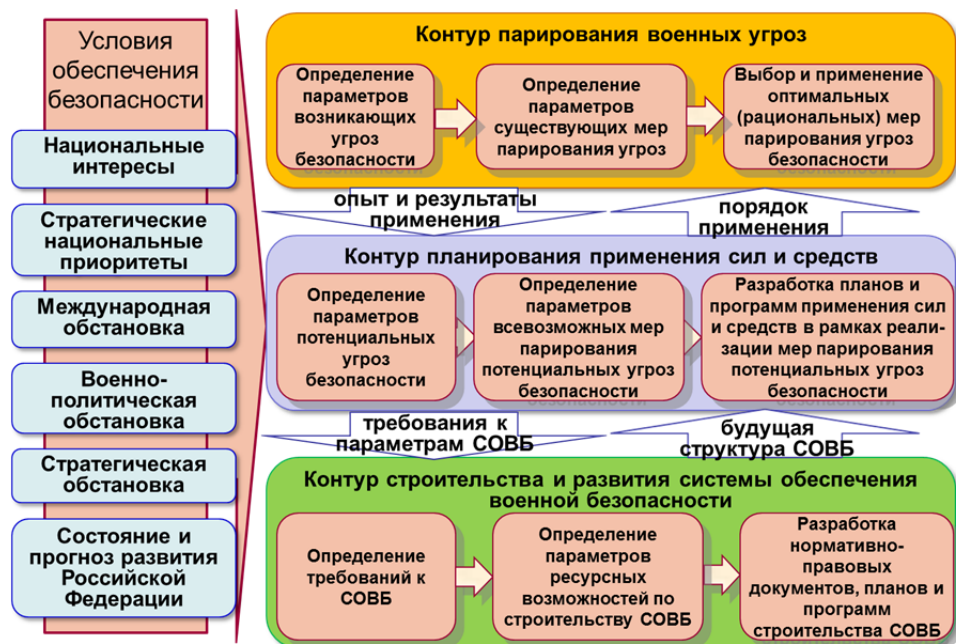 Условия
обеспечения
безопасности
Национальные
интересы
Стратегические
национальные
приоритеты
Международная
обстановка
Военно-
политическая
обстановка
Стратегическая
обстановка
Состояние и
прогноз развития
Российской
Федерации
Контур парирования военных угроз
Определение
параметров
возникающих
угроз
безопасности
Определение
параметров
существующих мер
парирования угроз
Выбор и применение
оптимальных
(рациональных) мер
парирования угроз
безопасности
опыт и результаты
применения
порядок
применения
Контур планирования применения сил и средств
Определение
параметров
потенциальных
угроз
безопасности
Определение
параметров
всевозможных мер
парирования
потенциальных угроз
безопасности
Разработка планов и
программ применения сил
и средств в рамках реали-
зации мер парирования
потенциальных угроз
безопасности
требования к
параметрам СОВБ
будущая
структура СОВБ
Контур строительства и развития системы обеспечения
военной безопасности
Определение
требований к
СОВБ
Определение
параметров
ресурсных
возможностей по
строительству СОВБ
Разработка
нормативно-
правовых
документов, планов и
программ
строительства СОВБ